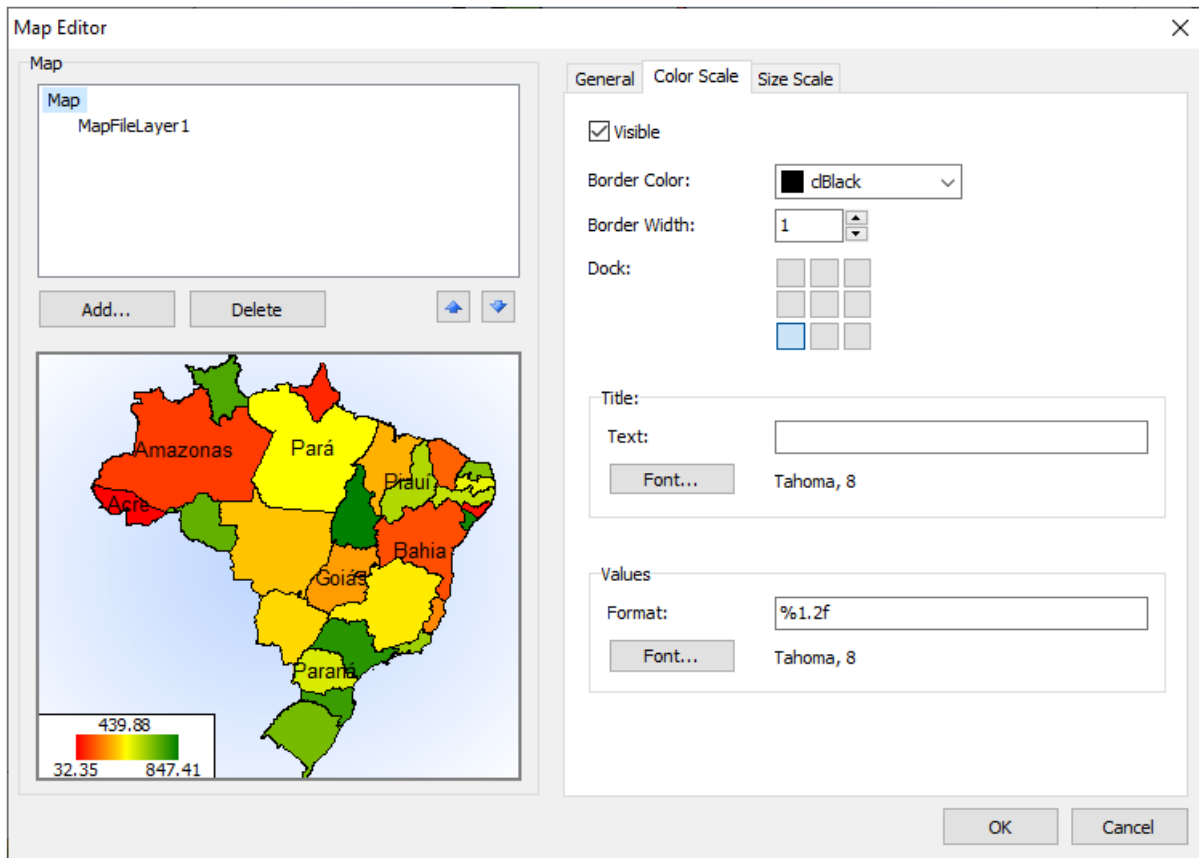 Map Editor
Map
Map
MapFileLayer1
Add...
Delete
Amazonas
Pará
Piauí
Acre
Bahia
Goiás
Paraná
439.88
32.35
847.41
General
Color Scale
Size Scale
Visible
Border Color:
clBlack
Border Width:
1
Dock:
Title:
Text:
Font...
Tahoma, 8
Values
Format:
%1.2f
Font...
Tahoma, 8
OK
Cancel